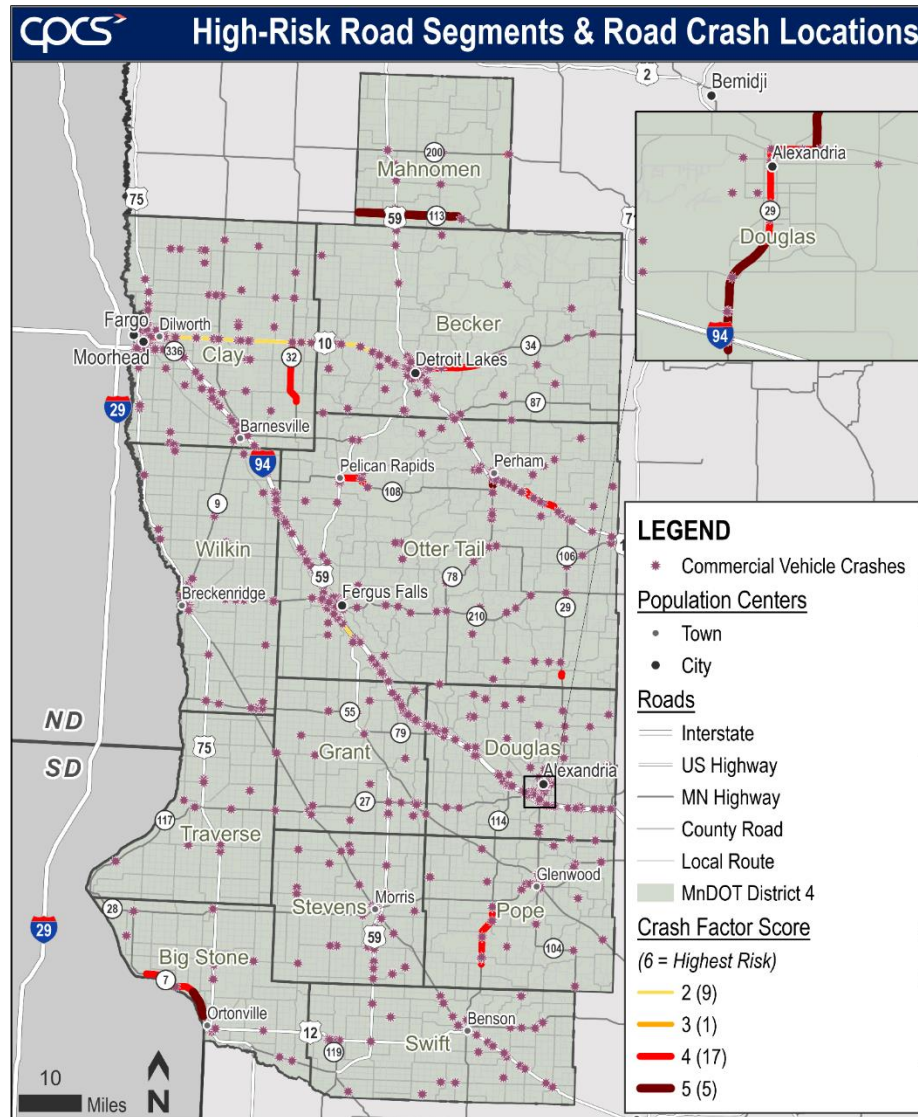 CPCS High-Risk Road Segments & Road Crash Locations
2
Bemidji
200
Mahnomen
75
59
113
71
Alexandria
29
Douglas
94
Fargo
Dilworth
Moorhead
336
Clay
10
Becker
34
32
Detroit Lakes
87
29
Barnesville
94
Pelican Rapids
Perham
108
9
Wilkin
Otter Tail
106
59
78
Breckenridge
Fergus Falls
210
29
ND
SD
75
55
Grant
79
Douglas
Alexandria
27
114
117
Traverse
Glenwood
Morris
Stevens
Pope
28
29
59
104
Big Stone
7
Ortonville
12
Benson
119
Swift
10
Miles
N
LEGEND
Commercial Vehicle Crashes
Population Centers
Town
City
Roads
Interstate
US Highway
MN Highway
County Road
Local Route
MnDOT District 4
Crash Factor Score
(6 = Highest Risk)
2 (9)
3 (1)
4 (17)
5 (5)